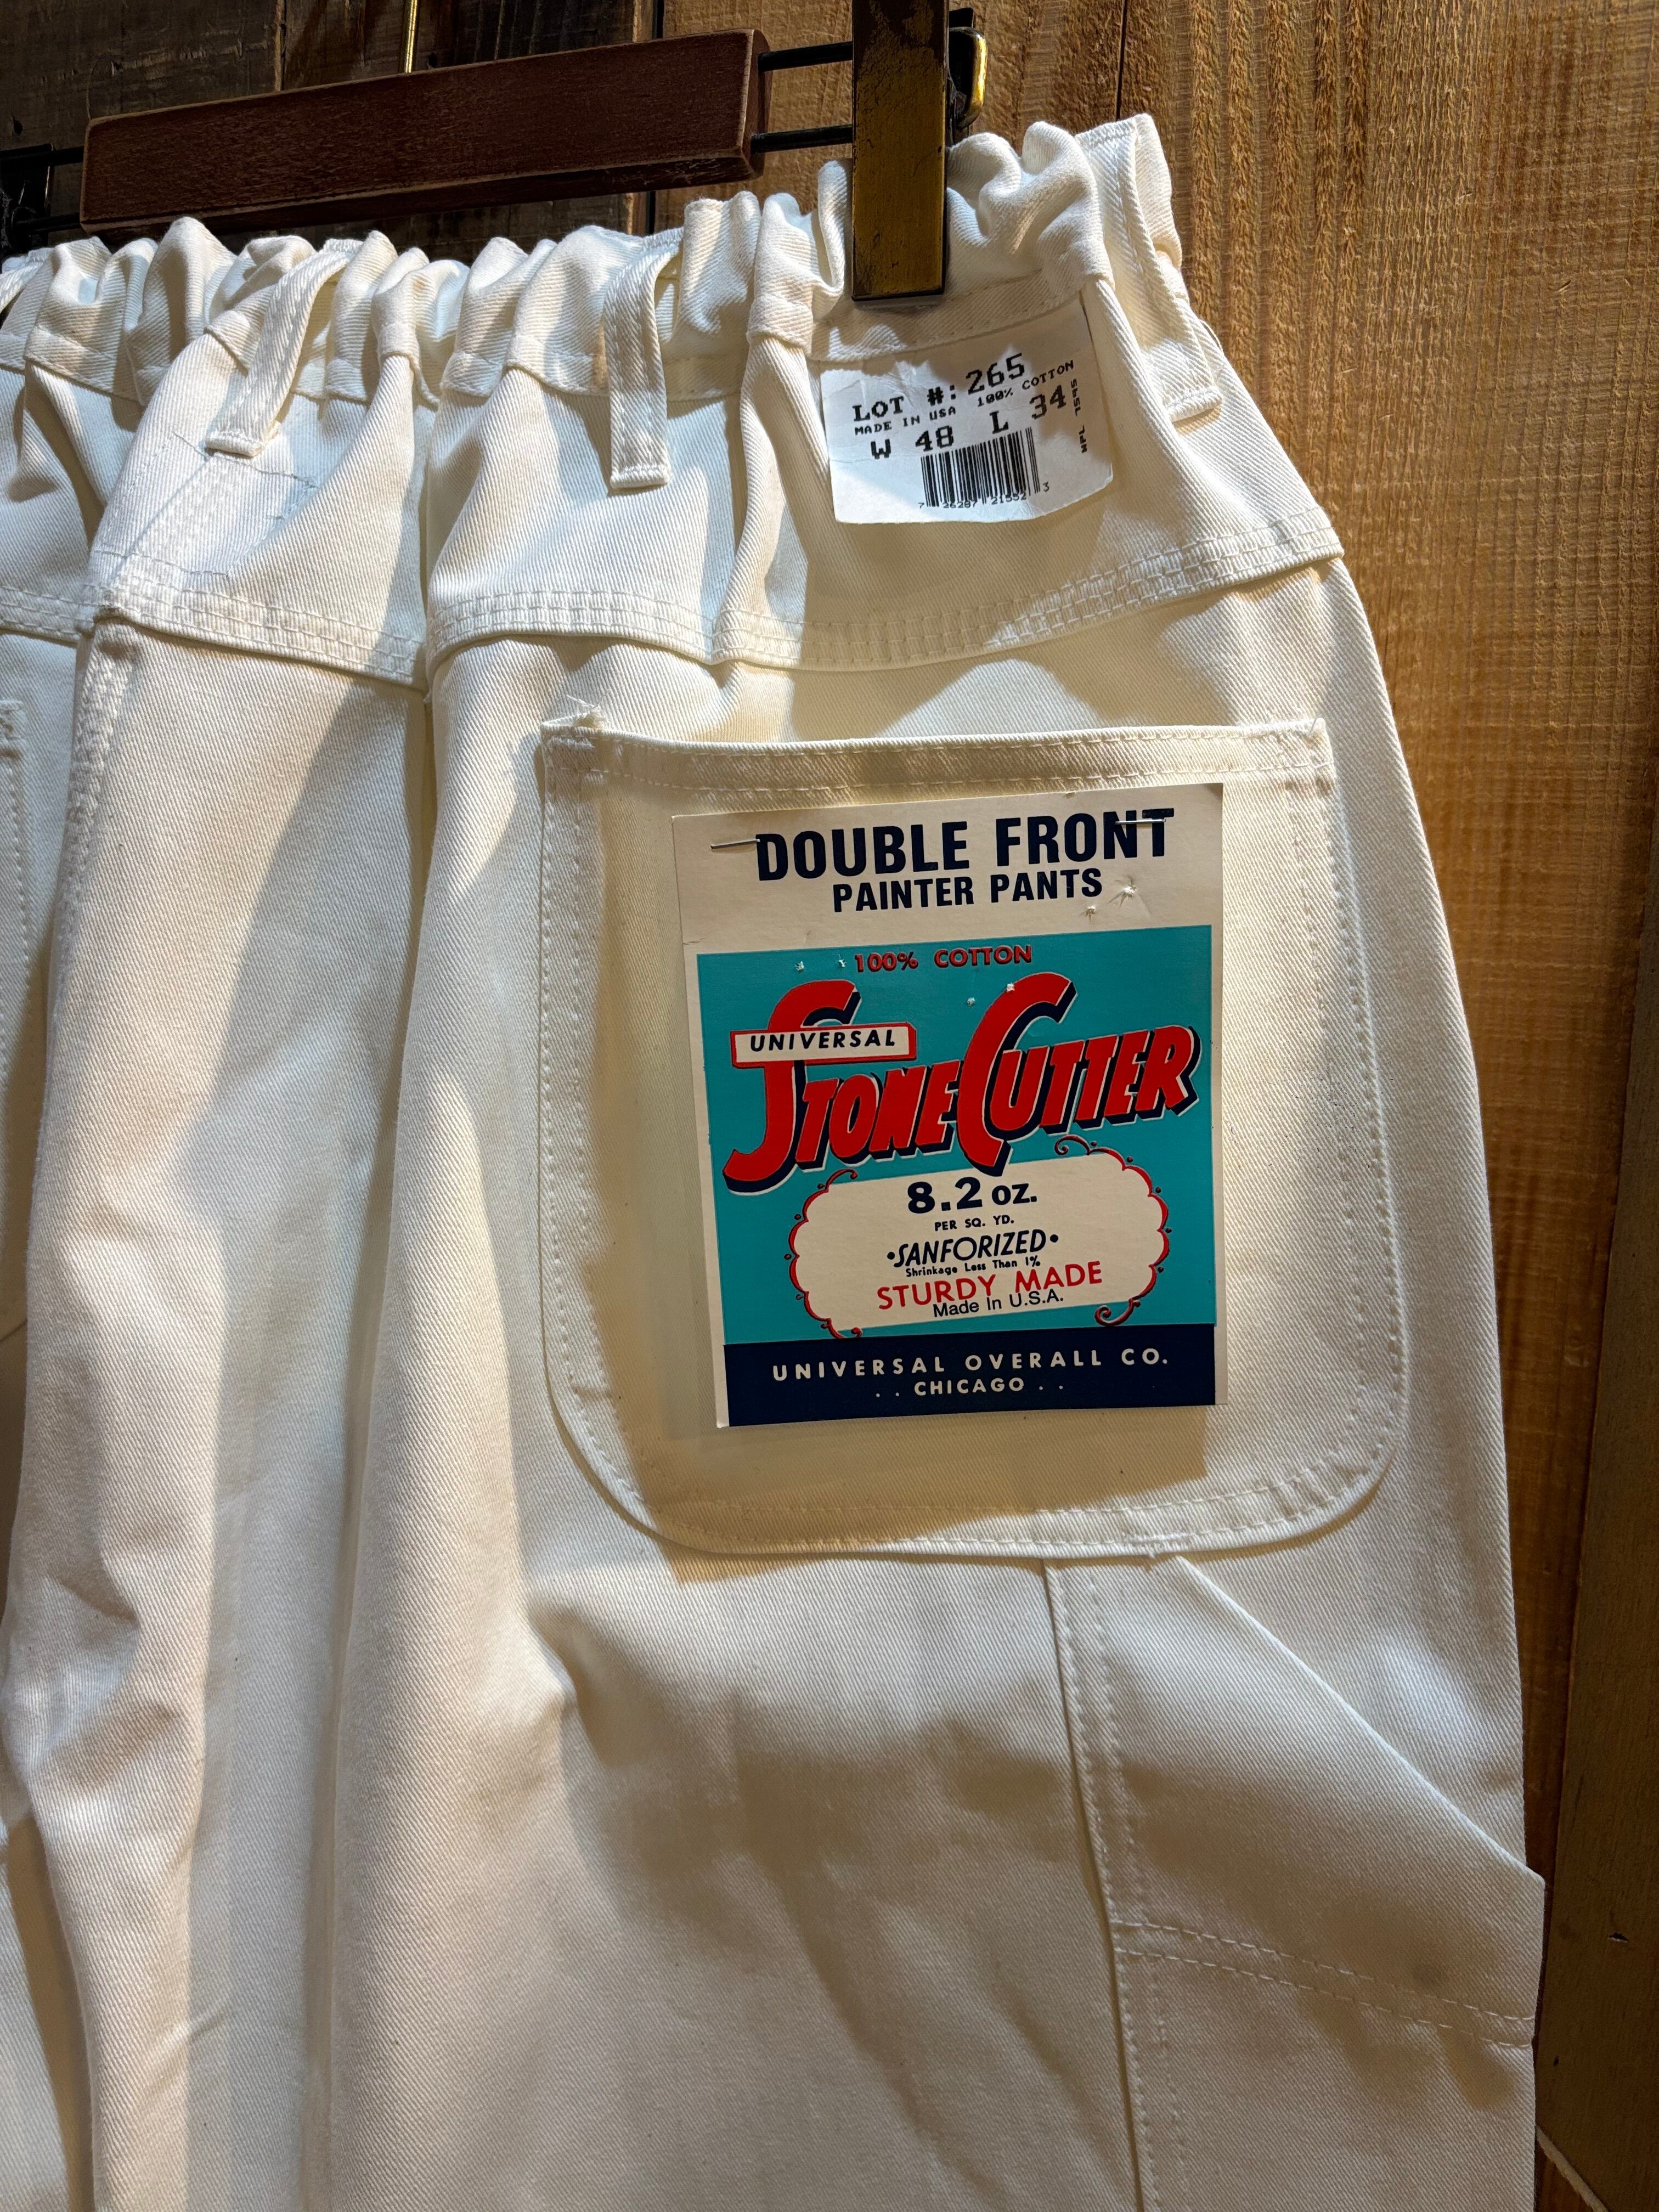 LOT #: 265
MADE IN USA 100% COTTON
W 48 L 34
DOUBLE FRONT
PAINTER PANTS
100% COTTON
UNIVERSAL
STONECUTTER
8.2 oz.
PER SQ. YD.
•SANFORIZED•
Shrinkage Less Than 1%
STURDY MADE
Made In U.S.A.
UNIVERSAL OVERALL CO.
. . CHICAGO . .